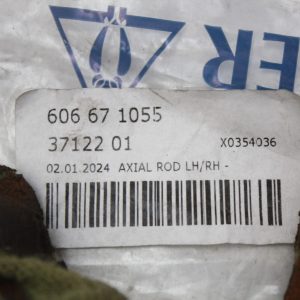 ER
606 67 1055
37122 01 X0354036
02.01.2024 AXIAL ROD LH/RH -